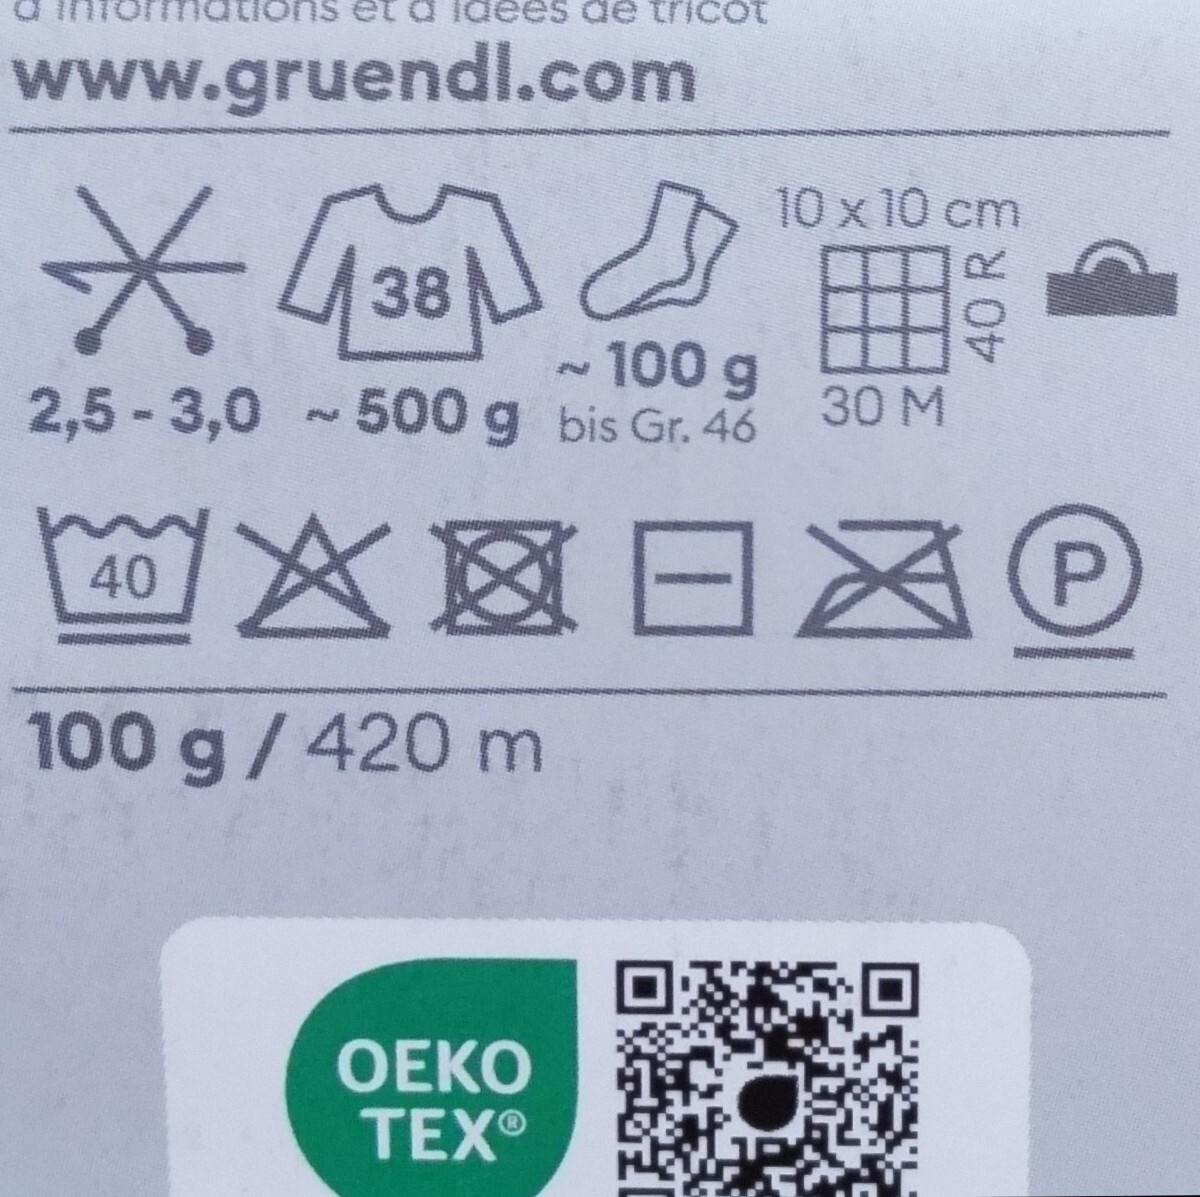 d'informations et d'idées de tricot
www.gruendl.com
10 x 10 cm
38
40 R
2,5 - 3,0
~ 500 g
~ 100 g
bis Gr. 46
30 M
40
P
100 g / 420 m
OEKO
TEX®